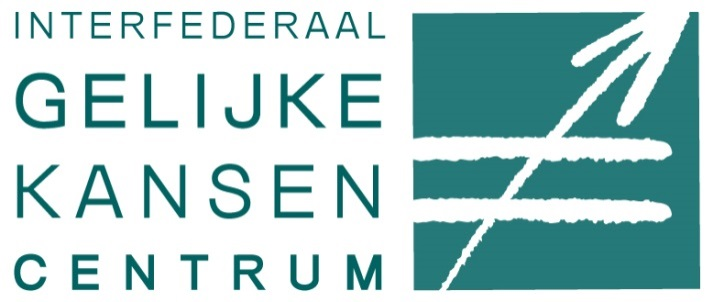 INTERFEDERAAL
GELIJKE
KANSEN
CENTRUM